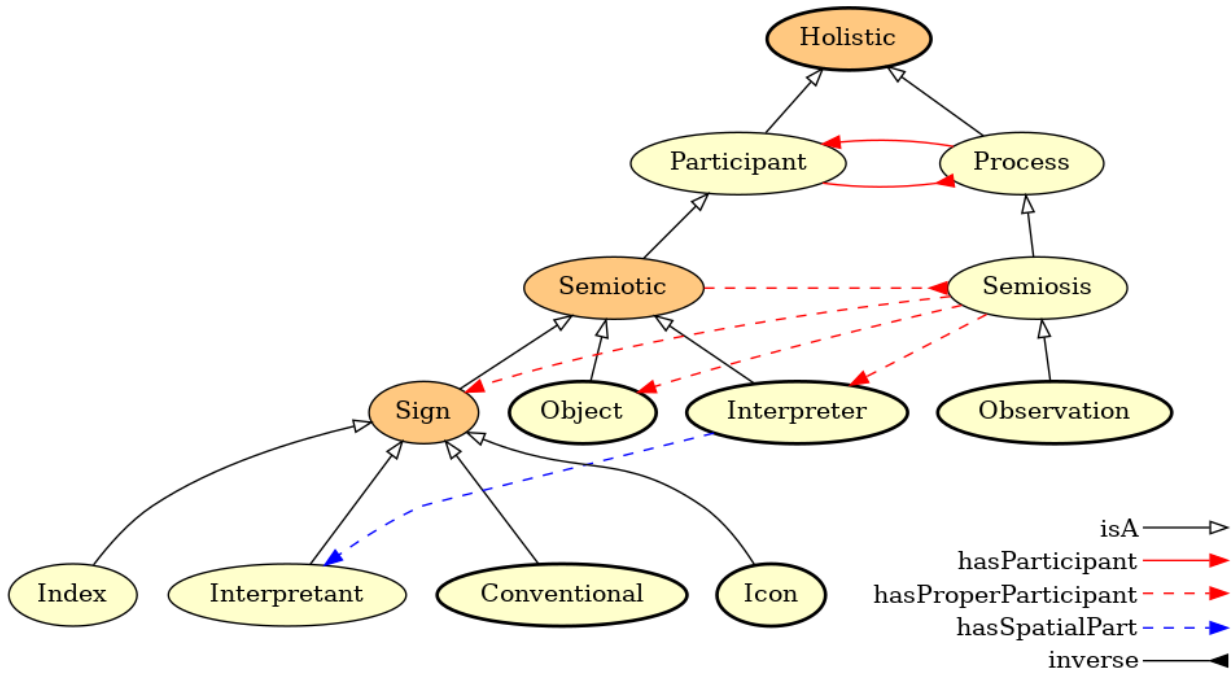 Holistic
Participant
Process
Semiotic
Semiosis
Sign
Object
Interpreter
Observation
Index
Interpretant
Conventional
Icon
isA
hasParticipant
hasProperParticipant
hasSpatialPart
inverse